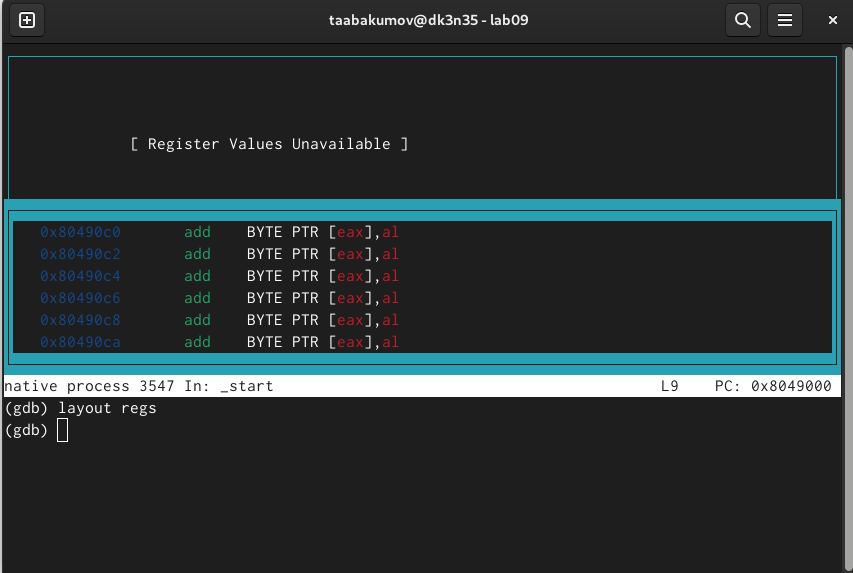 taabakumov@dk3n35 - lab09
[ Register Values Unavailable ]
0x80490c0 add BYTE PTR [eax],al
0x80490c2 add BYTE PTR [eax],al
0x80490c4 add BYTE PTR [eax],al
0x80490c6 add BYTE PTR [eax],al
0x80490c8 add BYTE PTR [eax],al
0x80490ca add BYTE PTR [eax],al
native process 3547 In: _start L9 PC: 0x8049000
(gdb) layout regs
(gdb)